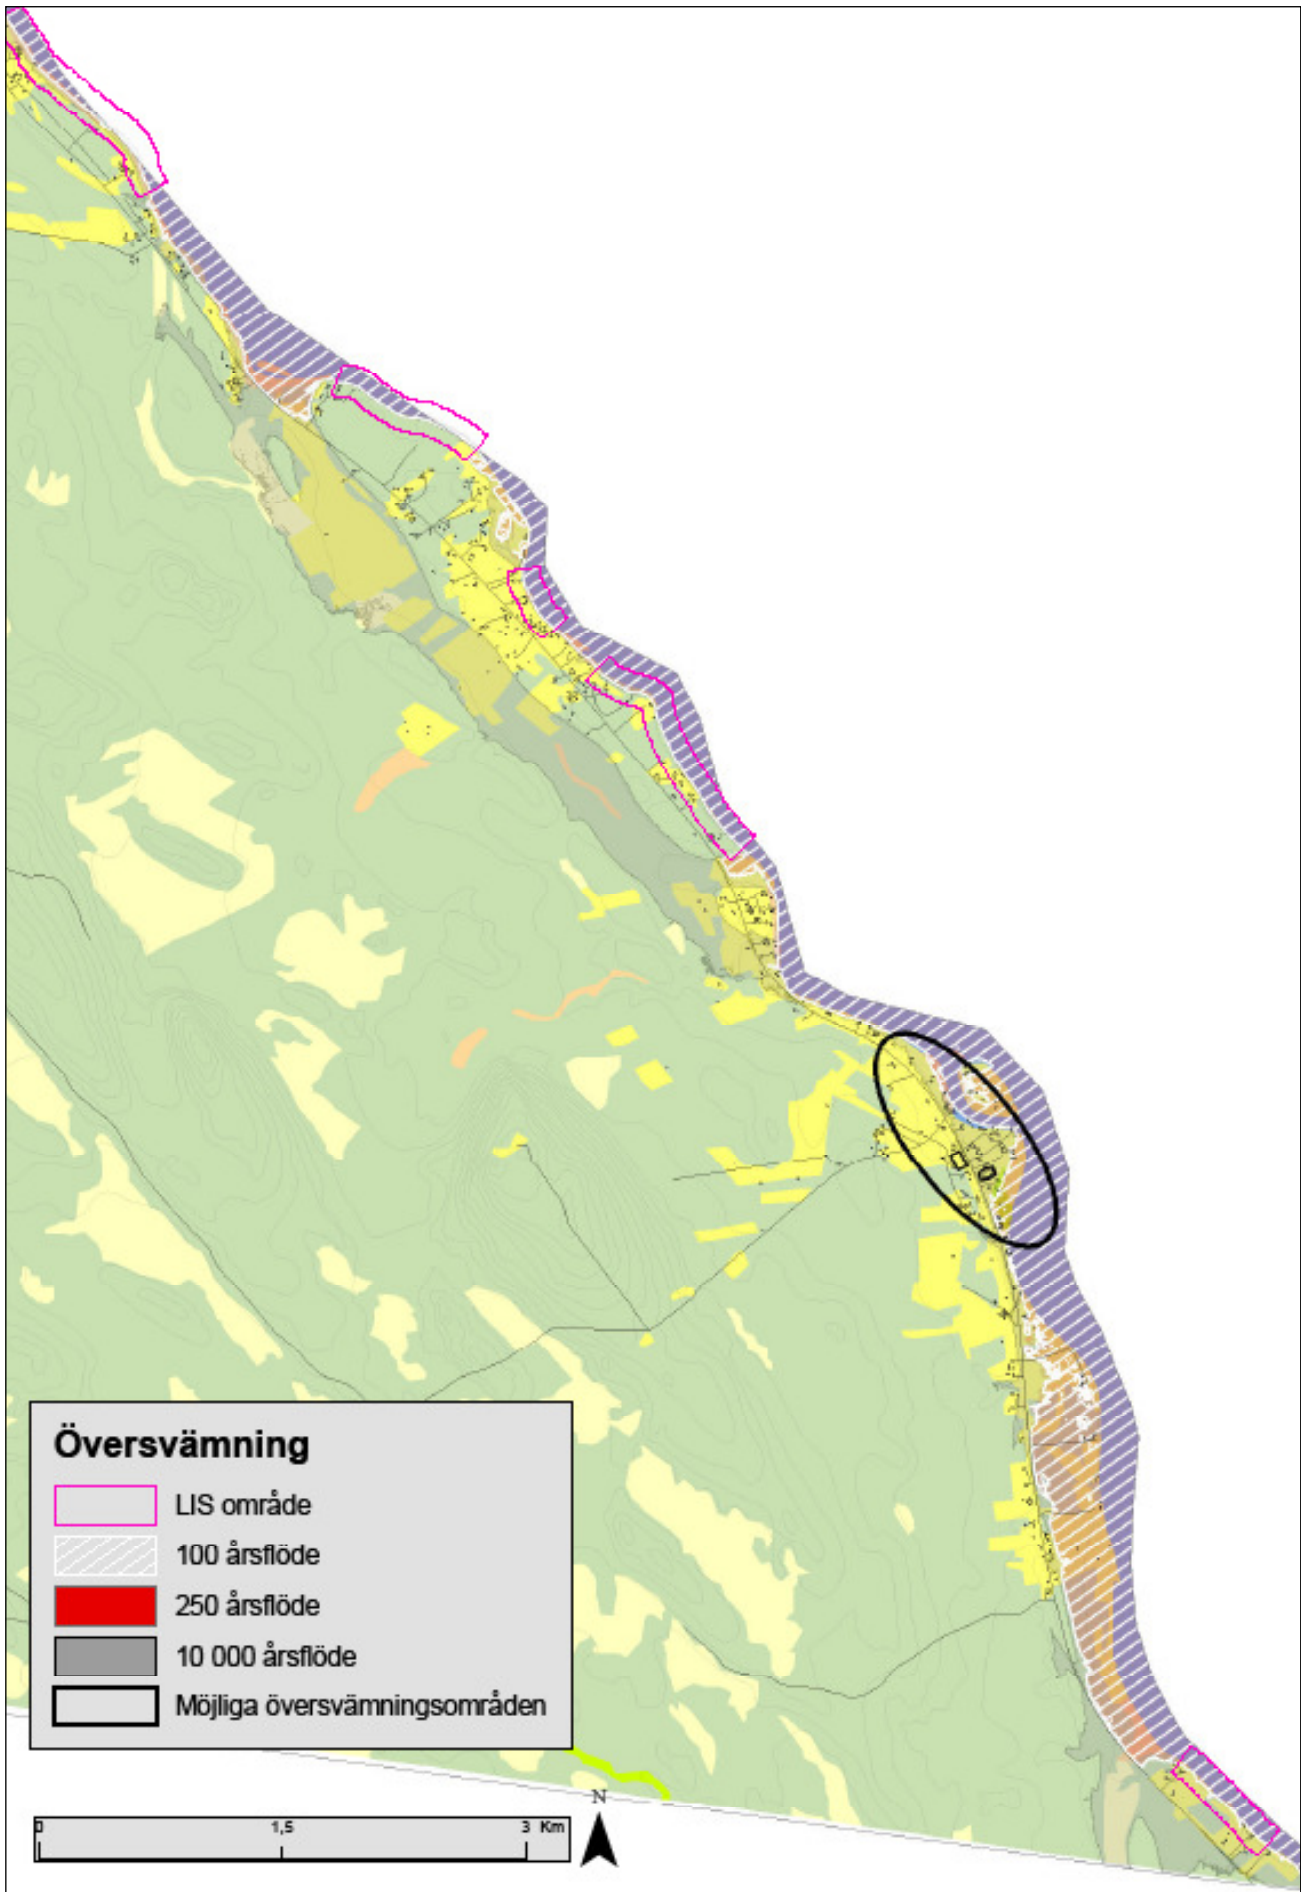 Översvämning
LIS område
100 årsflöde
250 årsflöde
10 000 årsflöde
Möjliga översvämningsområden
N
0 1,5 3 Km